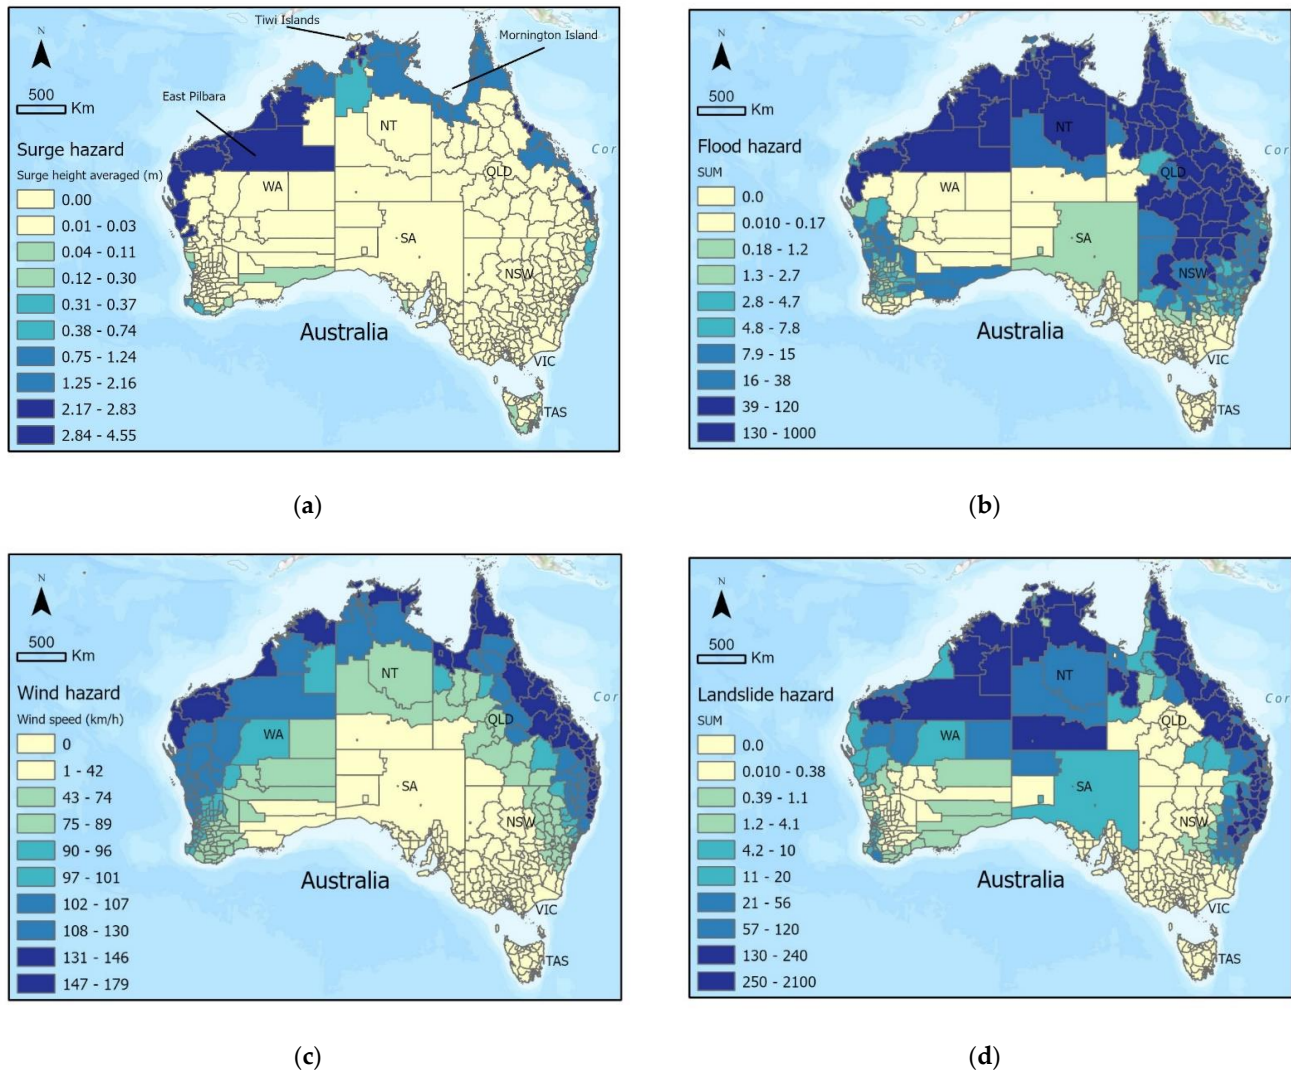 Tiwi Islands
Mornington Island
N
500
Km
East Pilbara
Surge hazard
Surge height averaged (m)
0.00
0.01 - 0.03
0.04 - 0.11
0.12 - 0.30
0.31 - 0.37
0.38 - 0.74
0.75 - 1.24
1.25 - 2.16
2.17 - 2.83
2.84 - 4.55
NT
WA
QLD
SA
NSW
VIC
TAS
Australia
Cor
(a)
N
500
Km
Flood hazard
SUM
0.0
0.010 - 0.17
0.18 - 1.2
1.3 - 2.7
2.8 - 4.7
4.8 - 7.8
7.9 - 15
16 - 38
39 - 120
130 - 1000
NT
WA
QLD
SA
NSW
VIC
TAS
Australia
Cor
(b)
N
500
Km
Wind hazard
Wind speed (km/h)
0
1 - 42
43 - 74
75 - 89
90 - 96
97 - 101
102 - 107
108 - 130
131 - 146
147 - 179
NT
WA
QLD
SA
NSW
VIC
TAS
Australia
Cor
(c)
N
500
Km
Landslide hazard
SUM
0.0
0.010 - 0.38
0.39 - 1.1
1.2 - 4.1
4.2 - 10
11 - 20
21 - 56
57 - 120
130 - 240
250 - 2100
NT
WA
QLD
SA
NSW
VIC
TAS
Australia
Cor
(d)